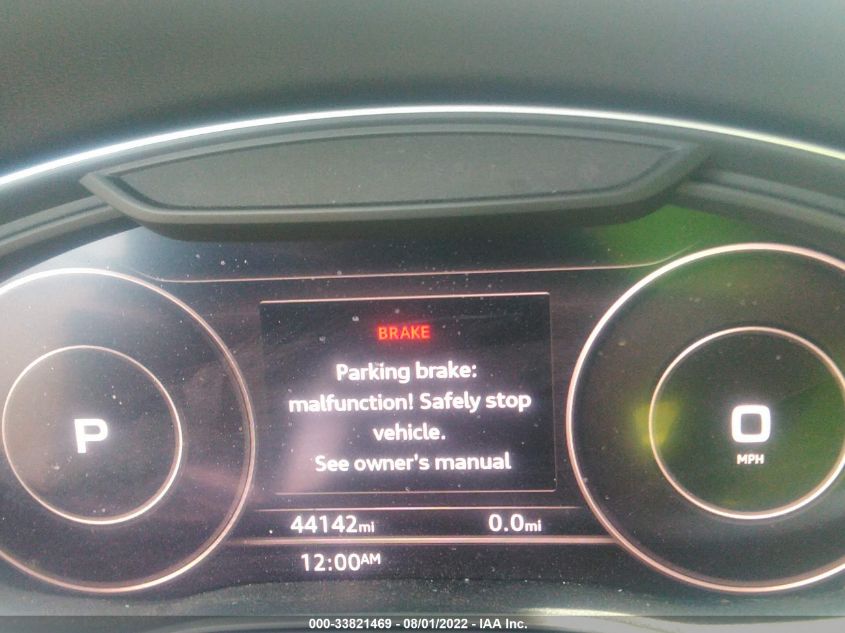 BRAKE
Parking brake:
malfunction! Safely stop
vehicle.
See owner's manual
P
0
MPH
44142mi 0.0mi
12:00AM
000-33821469 - 08/01/2022 - IAA Inc.